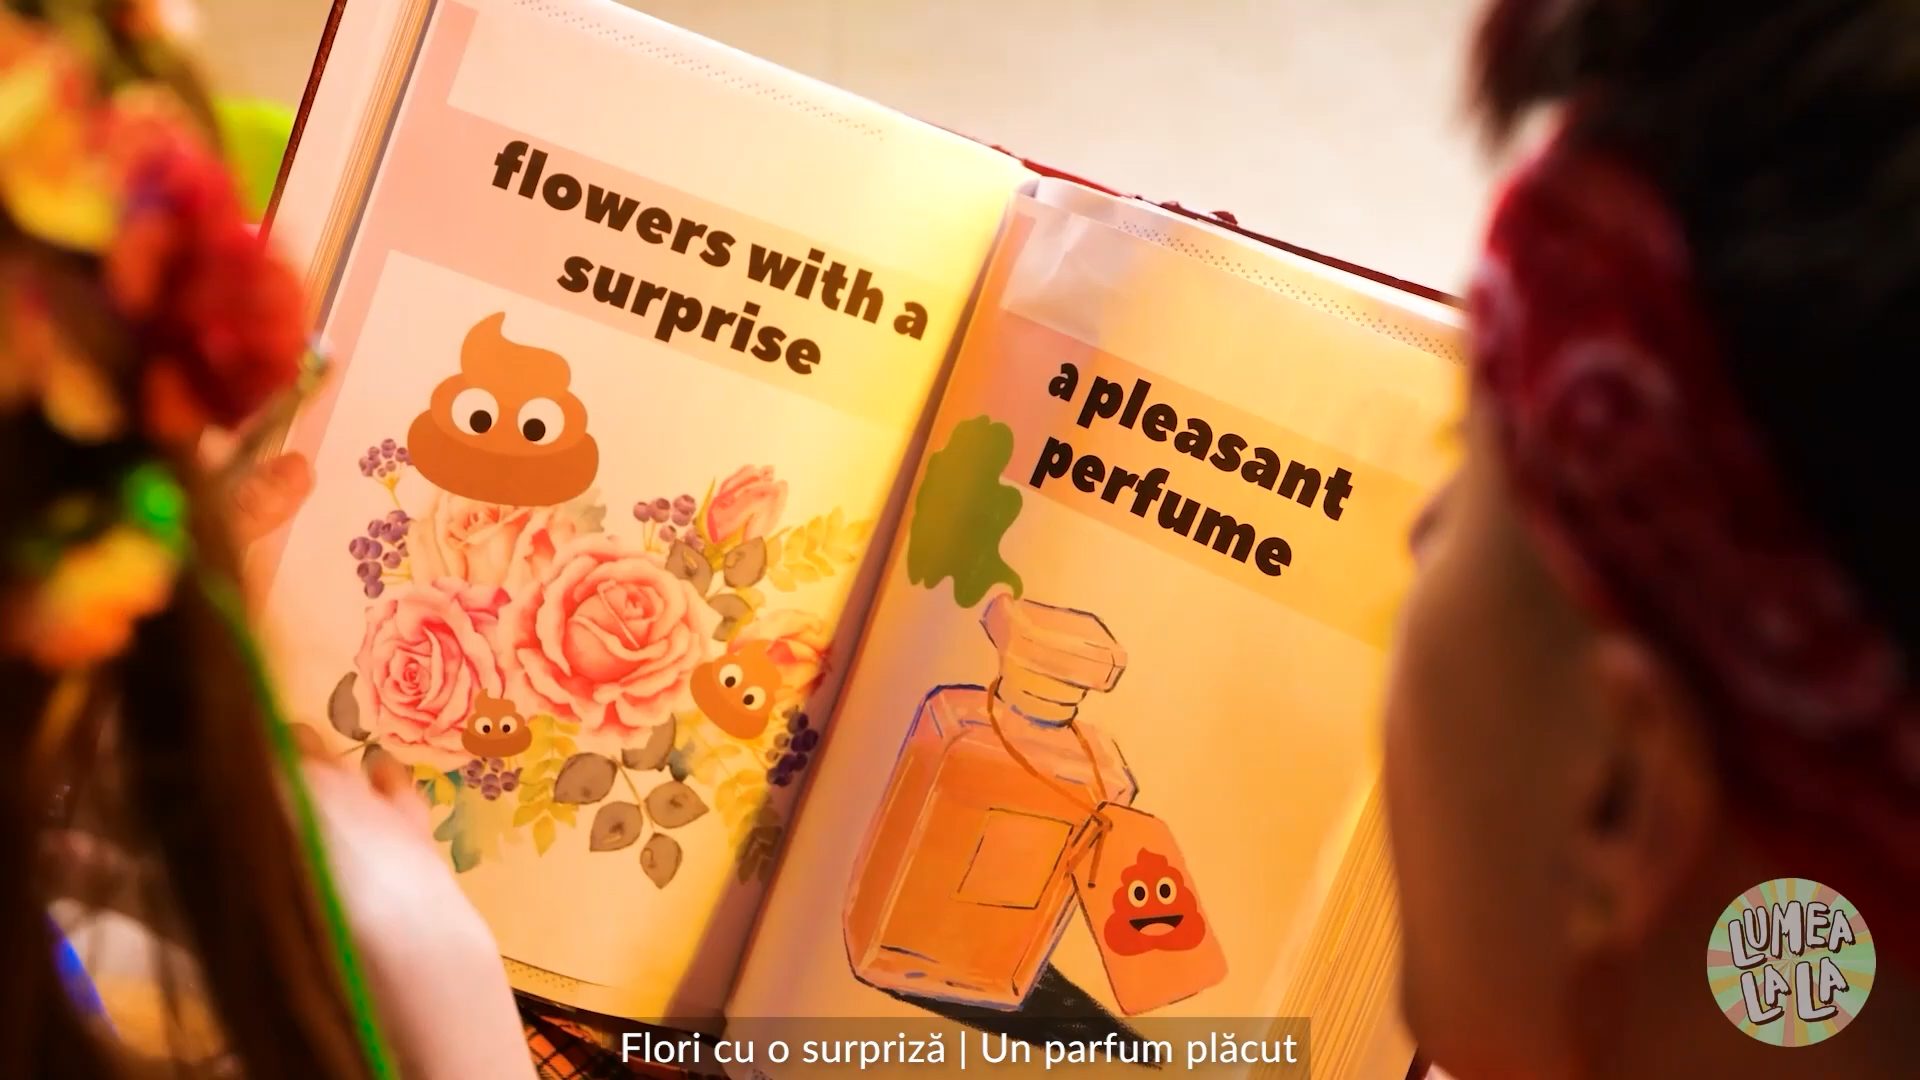 flowers with a
surprise
a pleasant
perfume
LUMEA
LA LA
Flori cu o surpriză | Un parfum plăcut